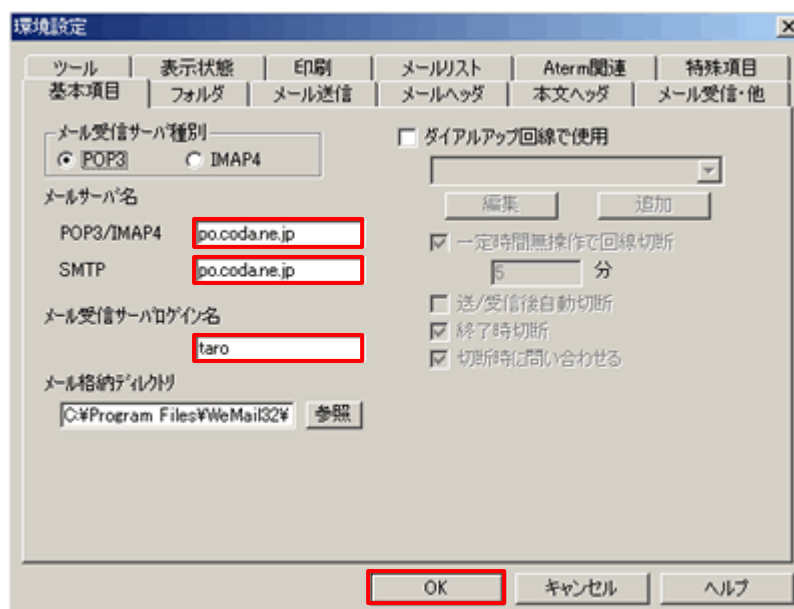 環境設定
ツール 表示状態 印刷 メールリスト Aterm関連 特殊項目
基本項目 フォルダ メール送信 メールヘッダ 本文ヘッダ メール受信・他
メール受信サーバ種別
POP3 IMAP4
メールサーバ名
POP3/IMAP4 po.coda.ne.jp
SMTP po.coda.ne.jp
メール受信サーバログイン名
taro
メール格納ディレクトリ
C:¥Program Files¥WeMail32¥ 参照
ダイアルアップ回線で使用
編集 追加
一定時間無操作で回線切断
5 分
送/受信後自動切断
終了時切断
切断時に問い合わせる
OK キャンセル ヘルプ